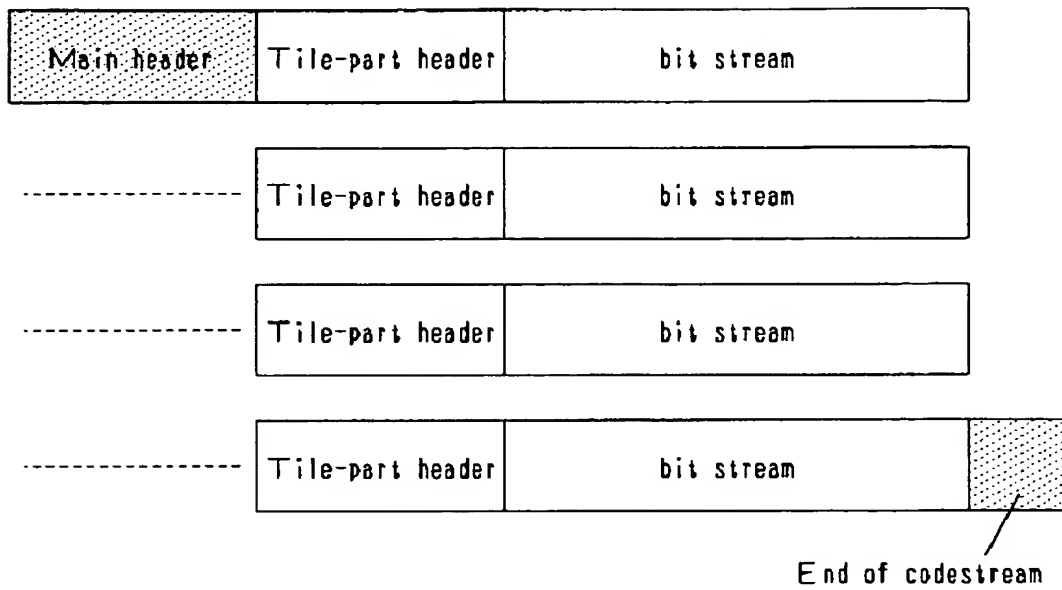 Main header Tile-part header bit stream
Tile-part header bit stream
Tile-part header bit stream
Tile-part header bit stream
End of codestream